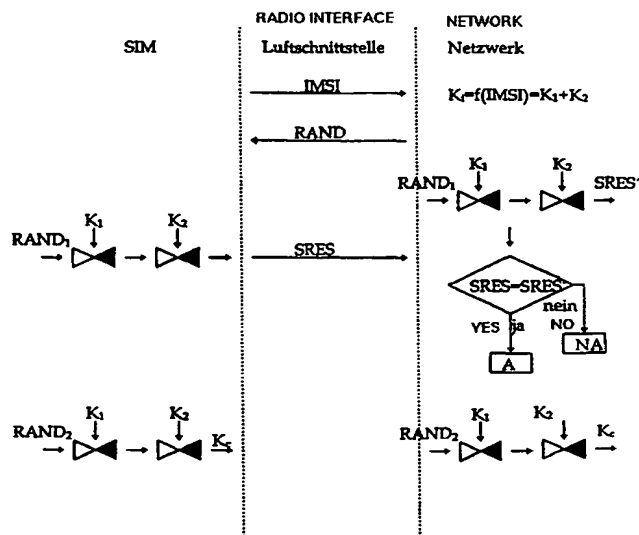 RADIO INTERFACE
NETWORK
SIM
Luftschnittstelle
Netzwerk
IMSI
Ki=f(IMSI)=K1+K2
RAND
K1
K2
RAND1
SRES'
K1
K2
RAND1
SRES
SRES=SRES'
nein
YES
ja
NO
NA
A
K1
K2
RAND2
Kc
K1
K2
RAND2
Kc